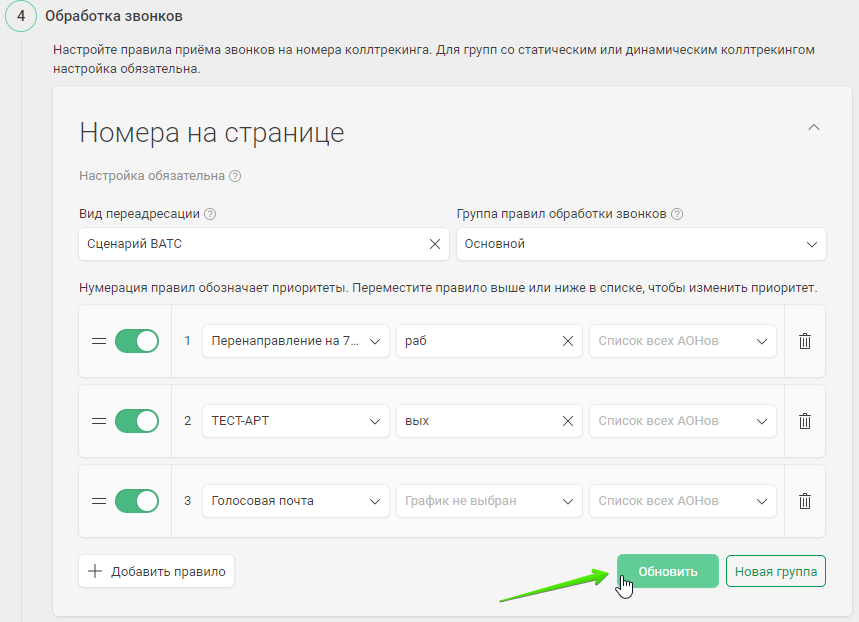 4 Обработка звонков
Настройте правила приёма звонков на номера коллтрекинга. Для групп со статическим или динамическим коллтрекингом
настройка обязательна.
Номера на странице
Настройка обязательна ?
Вид переадресации ? Группа правил обработки звонков ?
Сценарий ВАТС Основной
Нумерация правил обозначает приоритеты. Переместите правило выше или ниже в списке, чтобы изменить приоритет.
1 Перенаправление на 7... раб Список всех АОНов
2 ТЕСТ-АРТ вых Список всех АОНов
3 Голосовая почта График не выбран Список всех АОНов
Добавить правило Обновить Новая группа